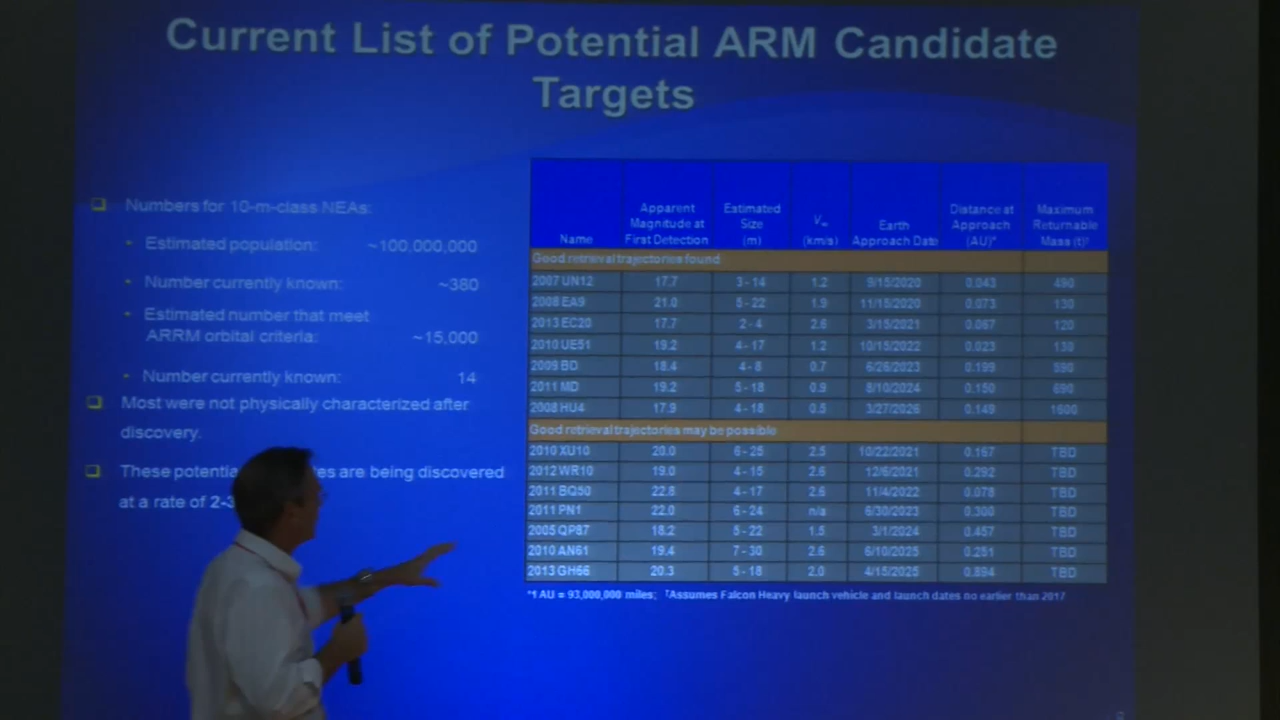 Current List of Potential ARM Candidate
Targets
Numbers for 10-m-class NEAs:
Estimated population: ~100,000,000
Number currently known: ~380
Estimated number that meet
ARRM orbital criteria: ~15,000
Number currently known: 14
Most were not physically characterized after
discovery.
These are being discovered
at a rate of
Name Apparent Magnitude at First Detection Estimated Size (m) V∞ (km/s) Earth Approach Date Distance at Approach (AU)* Maximum Returnable Mass (t)†
Good retrieval trajectories found
2007 UN12 17.7 3 - 14 1.2 9/15/2020 0.043 490
2008 EA9 21.0 5 - 22 1.9 11/15/2020 0.073 130
2013 EC20 17.7 2 - 4 2.6 3/15/2021 0.067 120
2010 UE51 19.2 4 - 17 1.2 10/15/2022 0.023 130
2009 BD 18.4 4 - 8 0.7 6/26/2023 0.199 590
2011 MD 19.2 5 - 18 0.9 8/10/2024 0.150 690
2008 HU4 17.9 4 - 18 0.5 3/27/2026 0.149 1600
Good retrieval trajectories may be possible
2010 XU10 20.0 6 - 25 2.5 10/22/2021 0.167 TBD
2012 WR10 19.0 4 - 15 2.6 12/6/2021 0.292 TBD
2011 BQ50 22.8 4 - 17 2.6 11/4/2022 0.078 TBD
2011 PN1 22.0 6 - 24 n/a 6/30/2023 0.300 TBD
2005 QP87 18.2 5 - 22 1.5 3/1/2024 0.457 TBD
2010 AN61 19.4 7 - 30 2.6 6/10/2025 0.251 TBD
2013 GH66 20.3 5 - 18 2.0 4/15/2025 0.894 TBD
*1 AU = 93,000,000 miles; †Assumes Falcon Heavy launch vehicle and launch dates no earlier than 2017